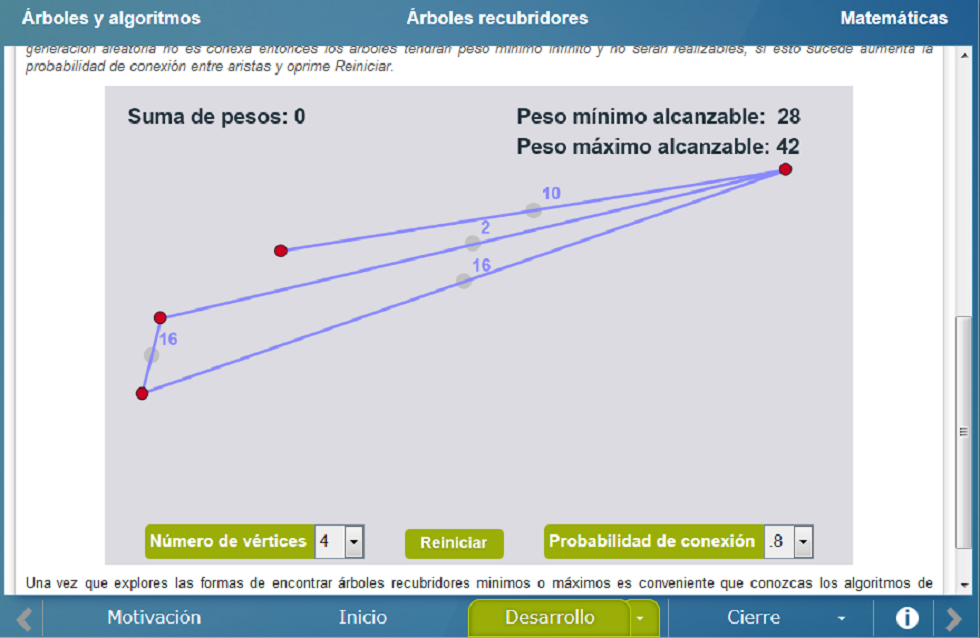 Árboles y algoritmos
Árboles recubridores
Matemáticas
generación aleatoria no es conexa entonces los árboles tendrán peso mínimo infinito y no serán realizables, si esto sucede aumenta la
probabilidad de conexión entre aristas y oprime Reiniciar.
Suma de pesos: 0
Peso mínimo alcanzable: 28
Peso máximo alcanzable: 42
10
2
16
16
Número de vértices 4
Reiniciar
Probabilidad de conexión .8
Una vez que explores las formas de encontrar árboles recubridores minimos o máximos es conveniente que conozcas los algoritmos de
Motivación
Inicio
Desarrollo
Cierre